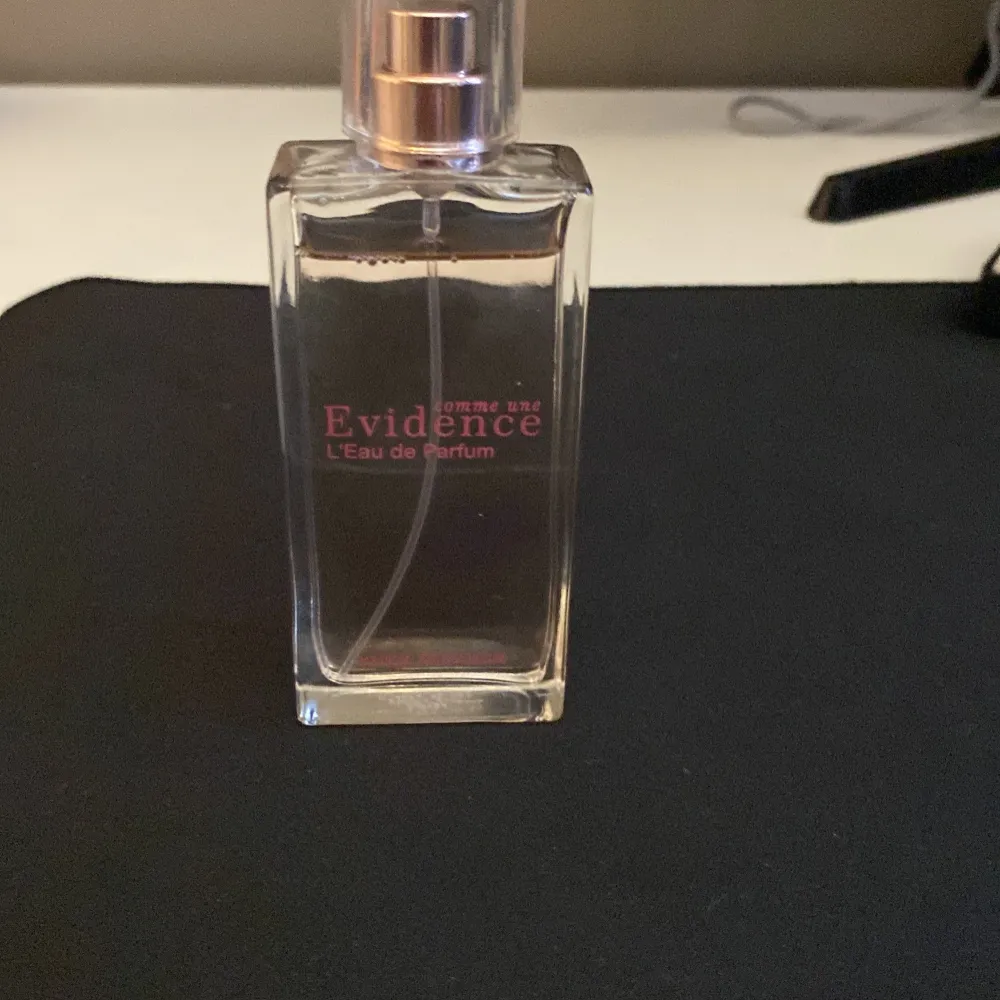 comme une
Evidence
L'Eau de Parfum